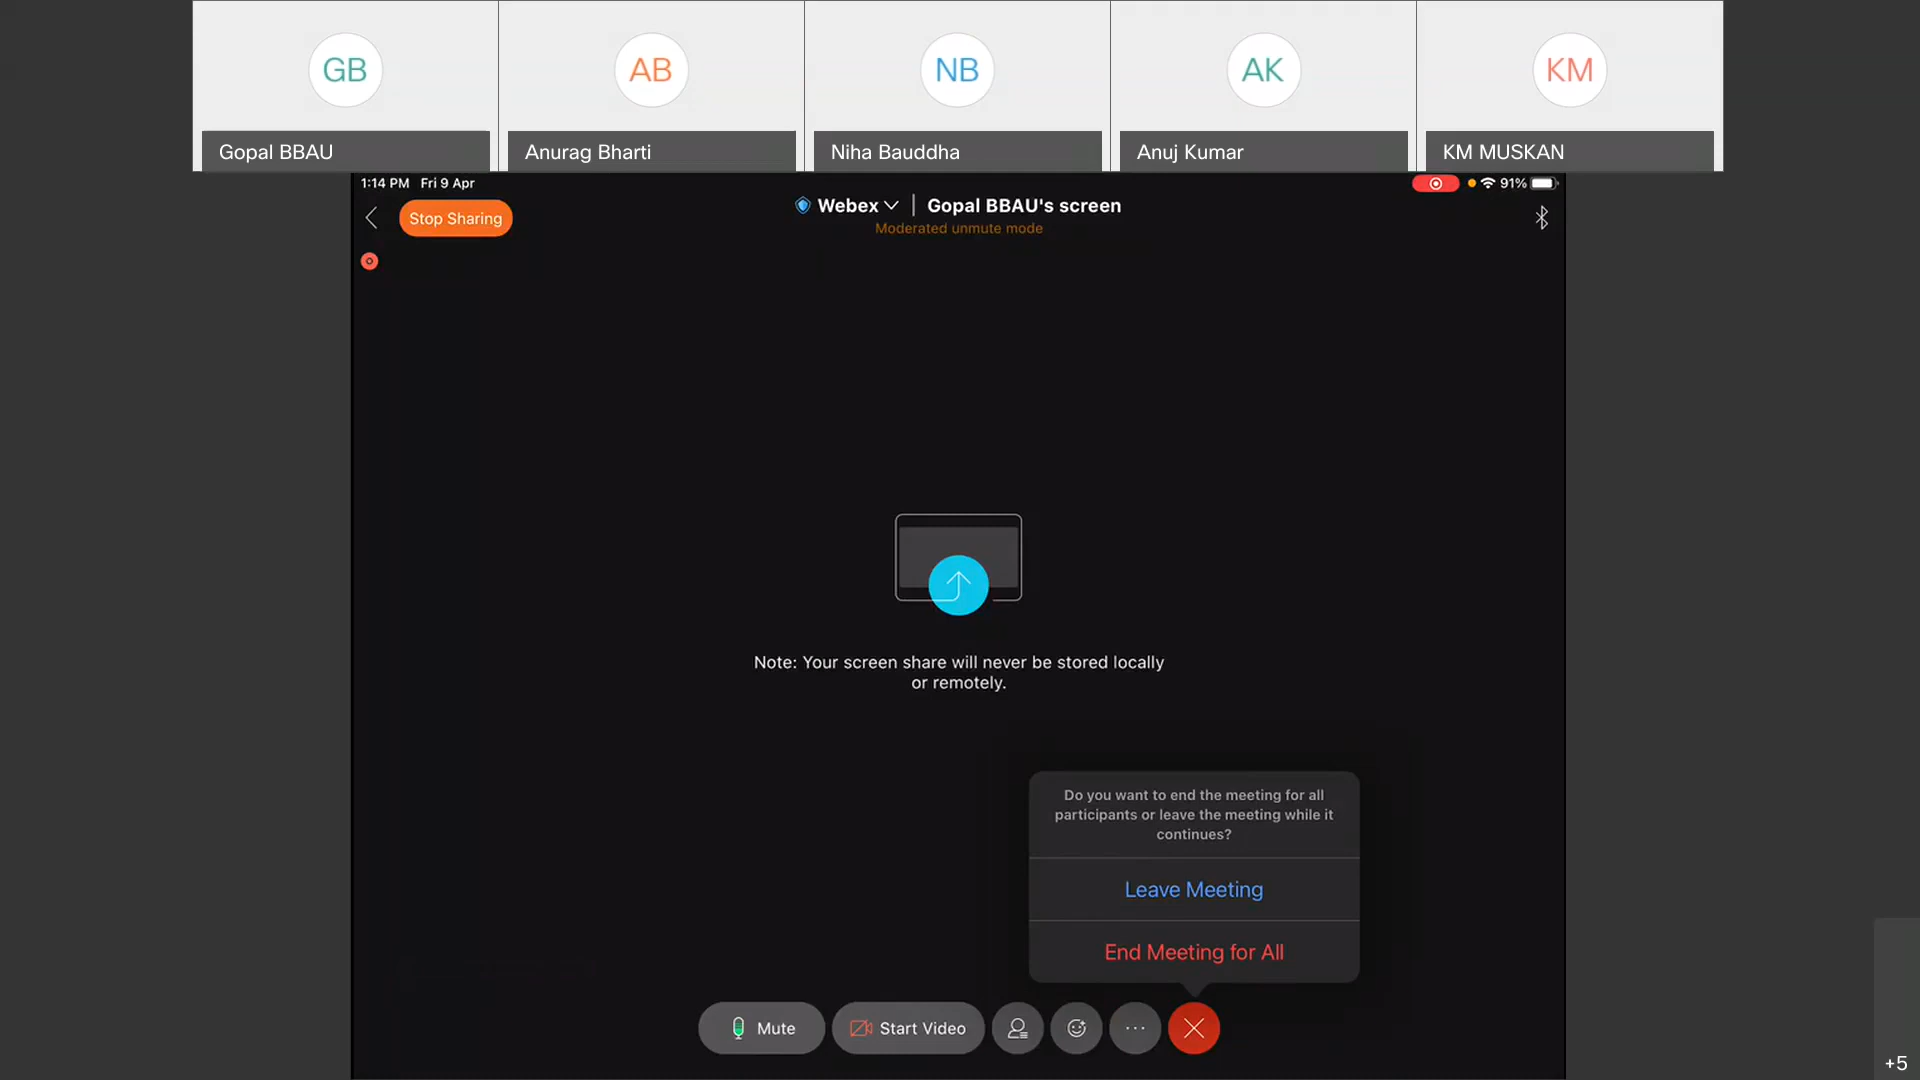 GB
AB
NB
AK
KM
Gopal BBAU
Anurag Bharti
Niha Bauddha
Anuj Kumar
KM MUSKAN
1:14 PM Fri 9 Apr
91%
Stop Sharing
Webex | Gopal BBAU's screen
Moderated unmute mode
Note: Your screen share will never be stored locally
or remotely.
Do you want to end the meeting for all
participants or leave the meeting while it
continues?
Leave Meeting
End Meeting for All
Mute
Start Video
+5